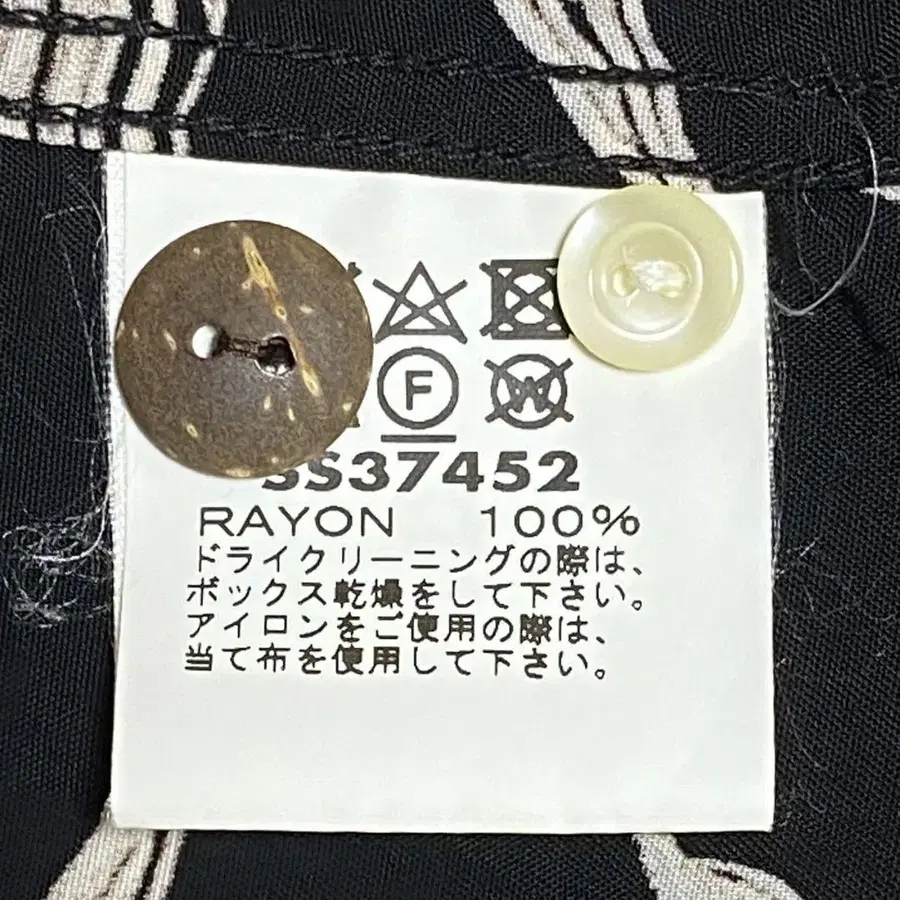 F W
SS37452
RAYON 100%
ドライクリーニングの際は、
ボックス乾燥をして下さい。
アイロンをご使用の際は、
当て布を使用して下さい。